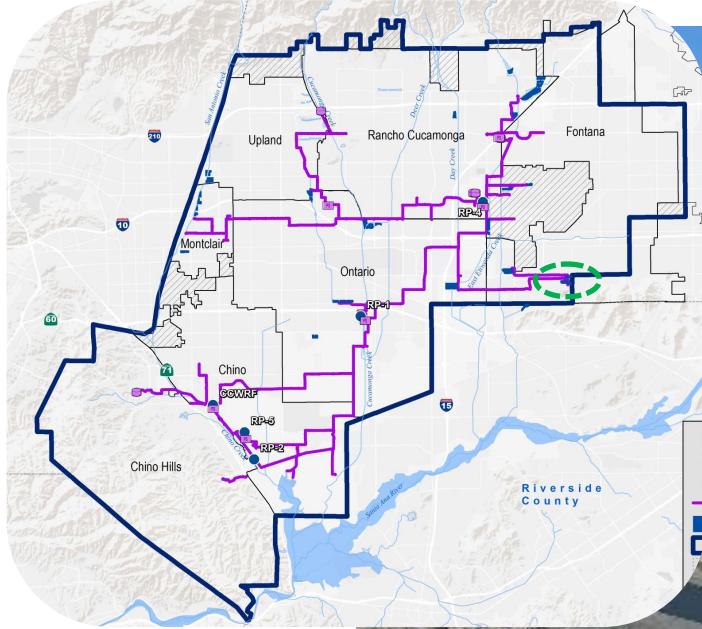 San Antonio Creek
Cucamonga Creek
Deer Creek
Day Creek
210
Upland
Rancho Cucamonga
Fontana
RP-4
10
Montclair
East Etiwanda Creek
Ontario
RP-1
60
71
Chino
Cucamonga Creek
CCWRF
15
RP-5
RP-2
Chino Creek
Chino Hills
Santa Ana River
Riverside
County